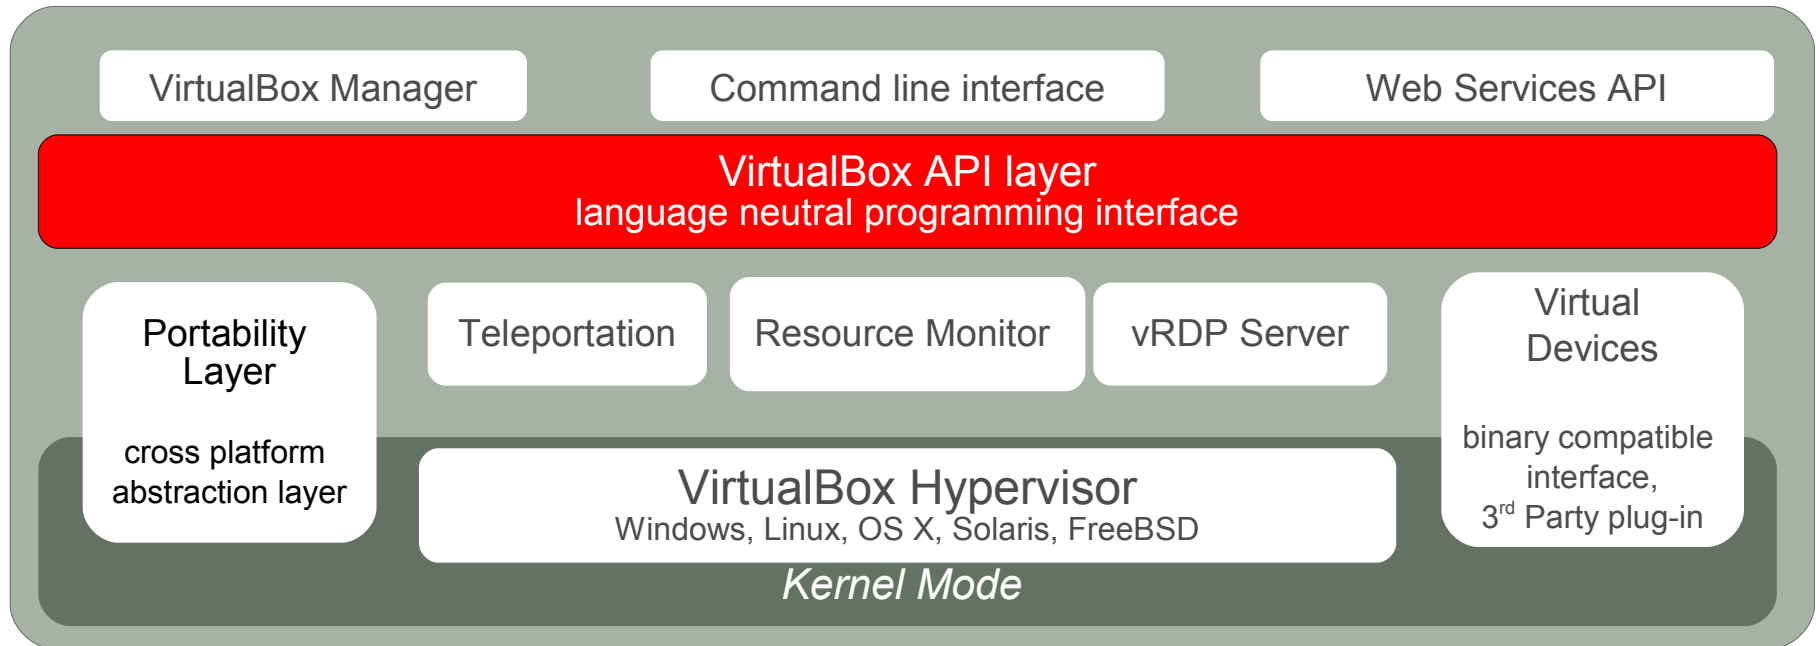 VirtualBox Manager
Command line interface
Web Services API
VirtualBox API layer
language neutral programming interface
Portability
Layer
cross platform
abstraction layer
Teleportation
Resource Monitor
vRDP Server
Virtual
Devices
binary compatible
interface,
3rd Party plug-in
VirtualBox Hypervisor
Windows, Linux, OS X, Solaris, FreeBSD
Kernel Mode